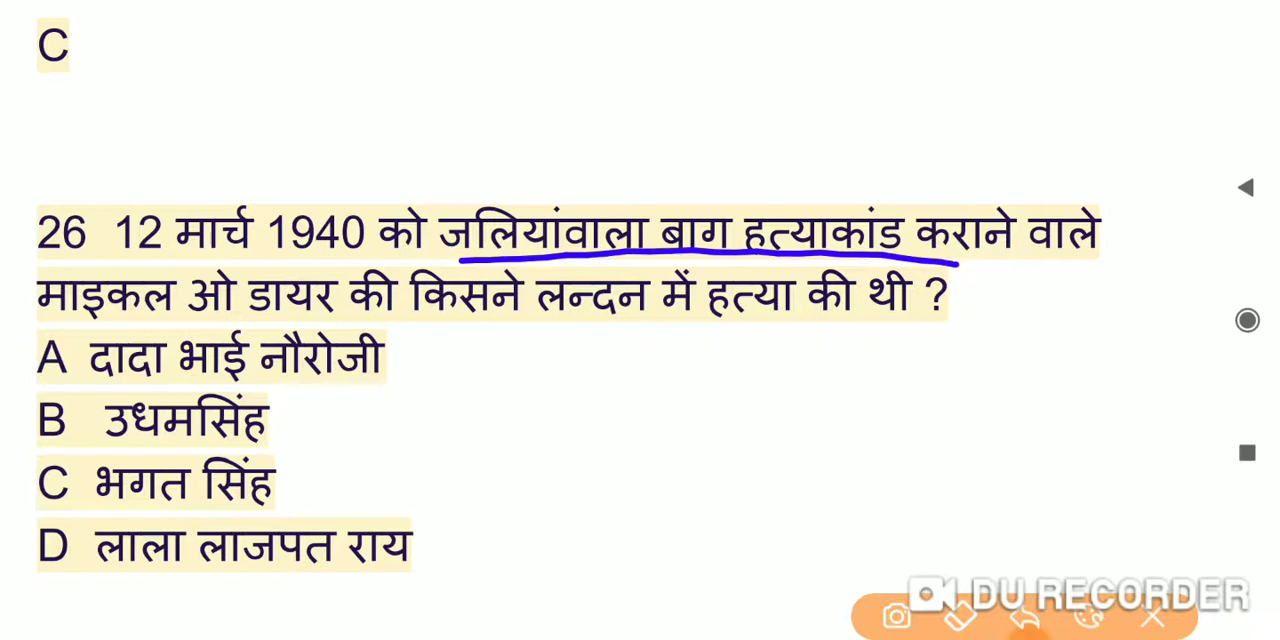 C
26 12 मार्च 1940 को जलियांवाला बाग हत्याकांड कराने वाले
माइकल ओ डायर की किसने लन्दन में हत्या की थी ?
A दादा भाई नौरोजी
B उधमसिंह
C भगत सिंह
D लाला लाजपत राय
DU RECORDER